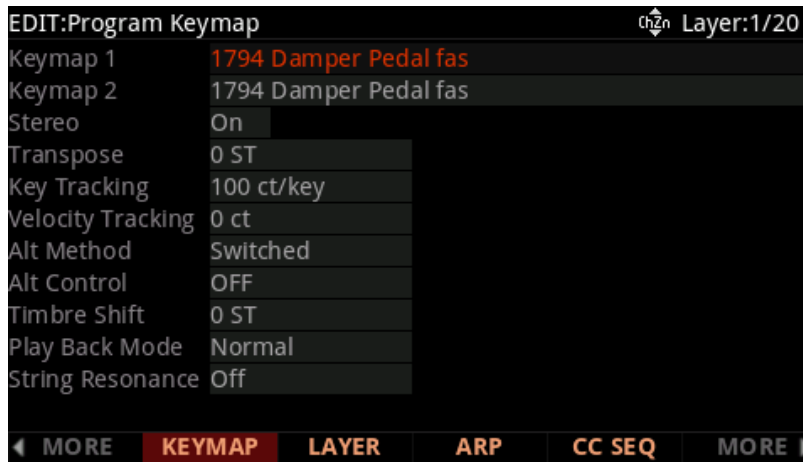 EDIT:Program Keymap ChZn Layer:1/20
Keymap 1 1794 Damper Pedal fas
Keymap 2 1794 Damper Pedal fas
Stereo On
Transpose 0 ST
Key Tracking 100 ct/key
Velocity Tracking 0 ct
Alt Method Switched
Alt Control OFF
Timbre Shift 0 ST
Play Back Mode Normal
String Resonance Off
MORE KEYMAP LAYER ARP CC SEQ MORE